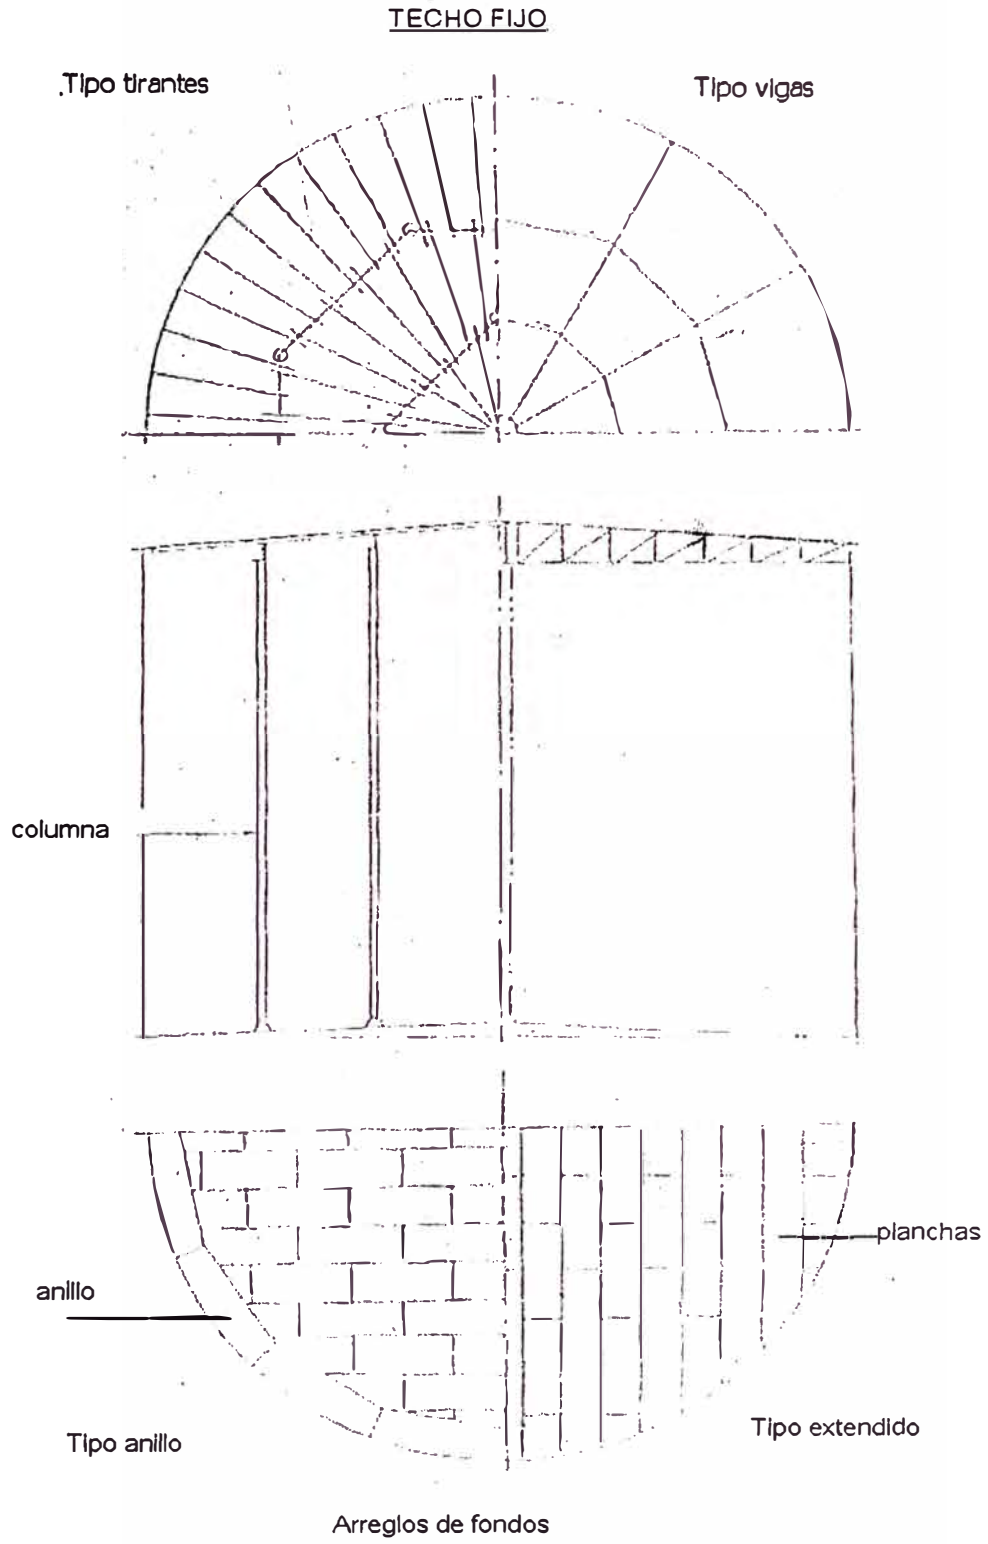 TECHO FIJO
Tipo tirantes
Tipo vigas
columna
planchas
anillo
Tipo anillo
Tipo extendido
Arreglos de fondos